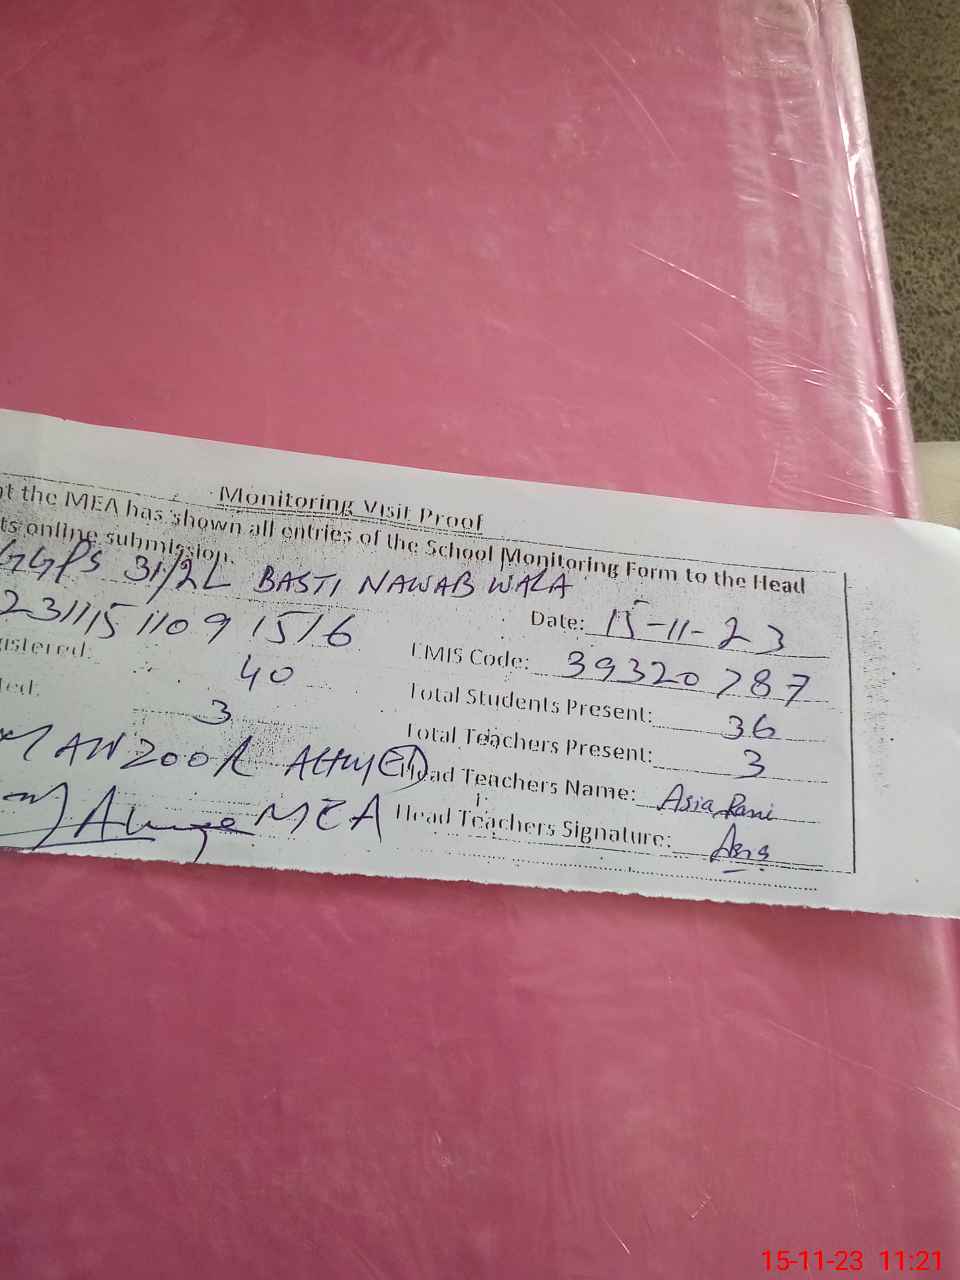 Monitoring Visit Proof
the MEA has shown all entries of the School Monitoring Form to the Head
online submission.
GGPS 31/2L BASTI NAWAB WALA
Date: 15-11-23
231115 1109 1516
EMIS Code: 39320787
40
Total Students Present: 36
3
Total Teachers Present: 3
MANZOOR AHMED
Head Teachers Name: Asia Rani
MEA
Head Teachers Signature:
15-11-23 11:21